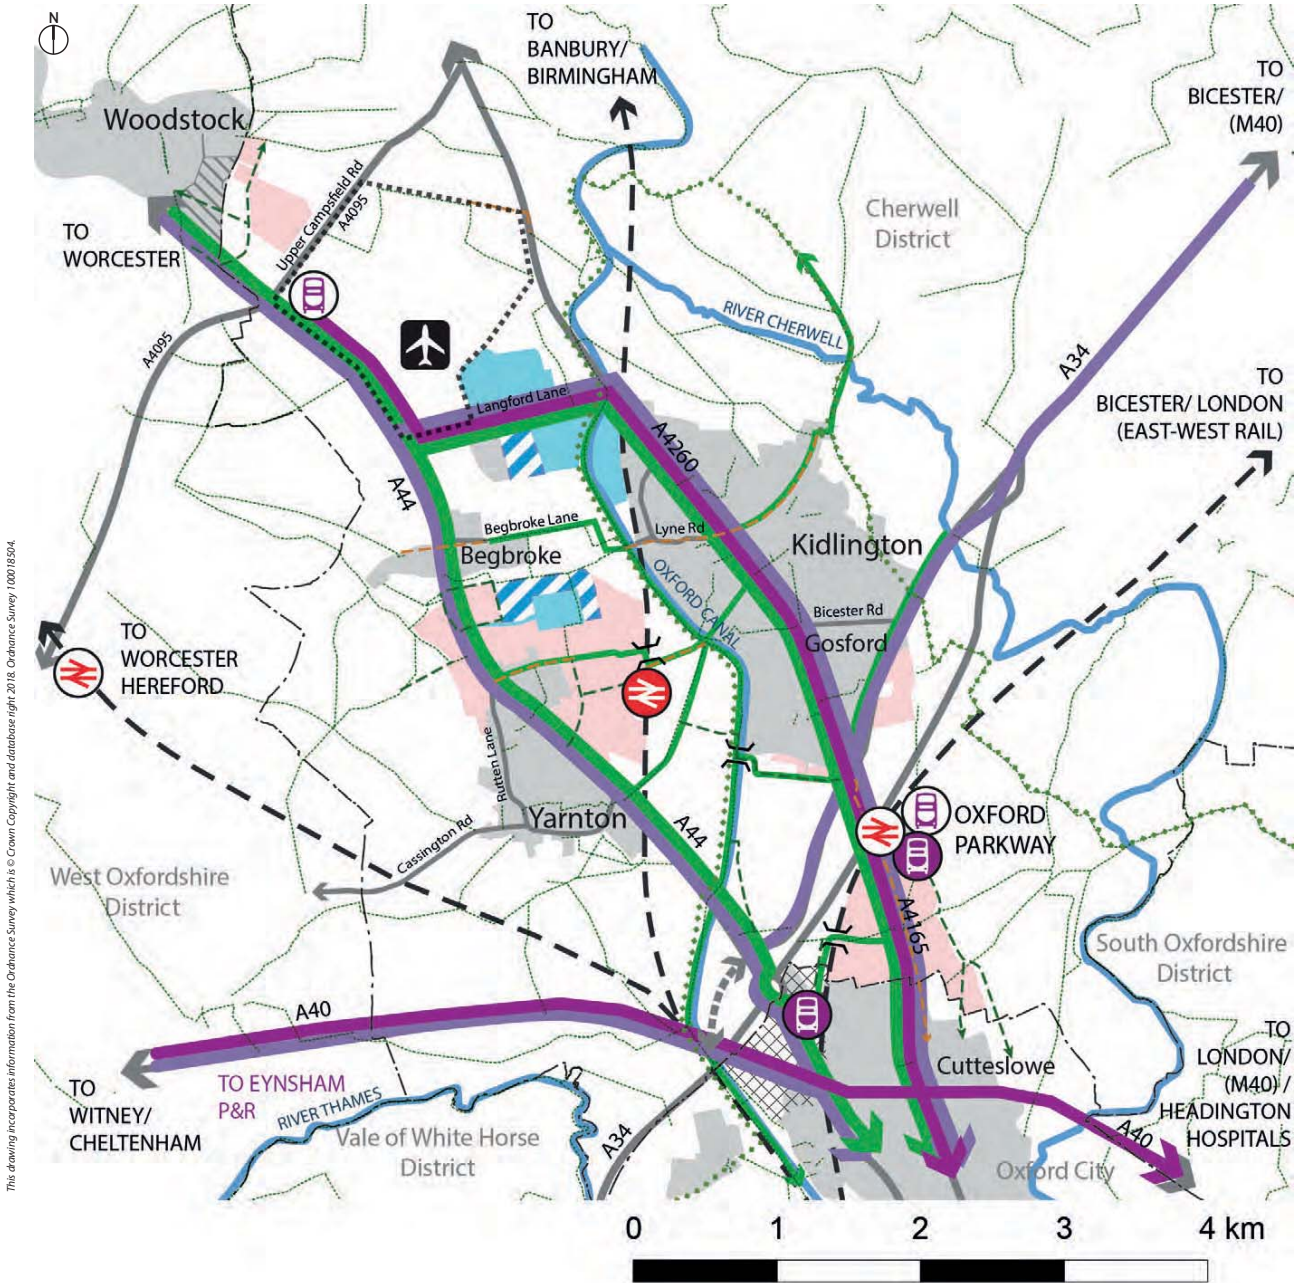 N
TO
BANBURY/
BIRMINGHAM
TO
BICESTER/
(M40)
Woodstock
Upper Campsfield Rd
A4095
Cherwell
District
TO
WORCESTER
RIVER CHERWELL
A4095
A34
TO
BICESTER/ LONDON
(EAST-WEST RAIL)
Langford Lane
A4260
A44
Begbroke Lane
Lyne Rd
Begbroke
Kidlington
OXFORD CANAL
Bicester Rd
Gosford
TO
WORCESTER
HEREFORD
Rutten Lane
Yarnton
A44
Cassington Rd
OXFORD
PARKWAY
West Oxfordshire
District
A4165
South Oxfordshire
District
A40
TO
WITNEY/
CHELTENHAM
TO EYNSHAM
P&R
RIVER THAMES
Vale of White Horse
District
A34
Cutteslowe
TO
LONDON/
(M40) /
HEADINGTON
HOSPITALS
A40
Oxford City
0 1 2 3 4 km
This drawing incorporates information from the Ordnance Survey which is © Crown Copyright and database right 2018. Ordnance Survey 100018504.